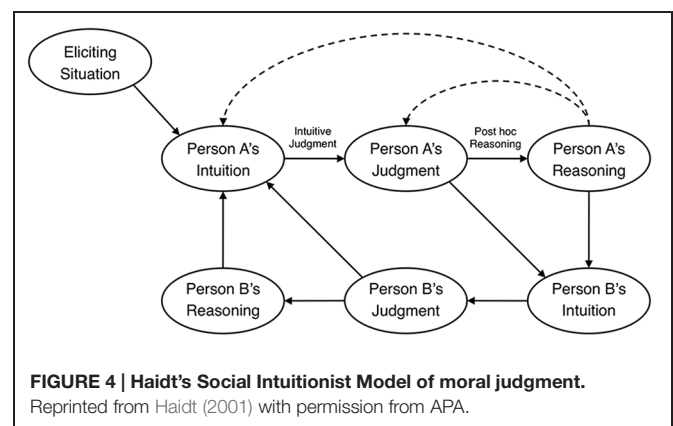 Eliciting
Situation
Intuitive
Judgment
Post hoc
Reasoning
Person A's
Intuition
Person A's
Judgment
Person A's
Reasoning
Person B's
Reasoning
Person B's
Judgment
Person B's
Intuition
FIGURE 4 | Haidt's Social Intuitionist Model of moral judgment.
Reprinted from Haidt (2001) with permission from APA.